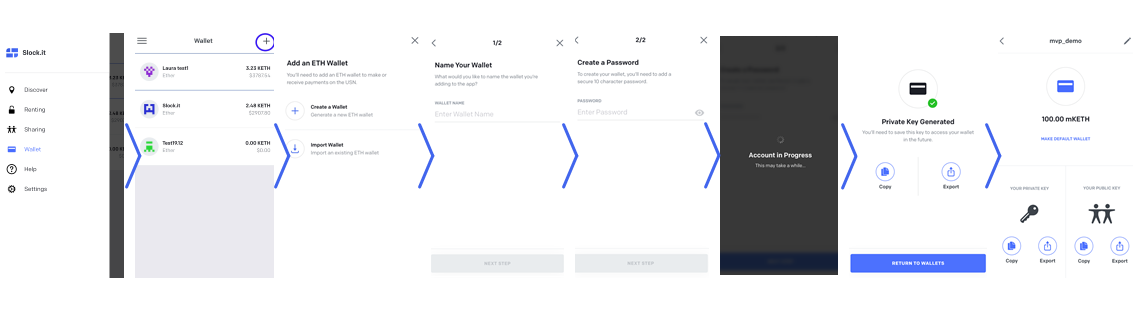 Slock.it
Discover
Renting
Sharing
Wallet
Help
Settings
Wallet
Laura test1
3.23 KETH
Ether
Slock.it
2.48 KETH
Ether
$2907.80
Test19.12
0.00 KETH
Ether
$0.00
Add an ETH Wallet
You'll need to add an ETH wallet to make or
receive payments on the USN.
Create a Wallet
Generate a new ETH wallet
Import Wallet
Import an existing ETH wallet
1/2
Name Your Wallet
What would you like to name the wallet you're
adding to the app?
WALLET NAME
Enter Wallet Name
NEXT STEP
2/2
Create a Password
To create your wallet, you'll need to add a
secure 10 character password.
PASSWORD
Enter Password
NEXT STEP
Account in Progress
This may take a while...
Private Key Generated
You'll need to save this key to access your wallet
in the future.
Copy
Export
RETURN TO WALLETS
mvp_demo
100.00 mKETH
MAKE DEFAULT WALLET
YOUR PRIVATE KEY
YOUR PUBLIC KEY
Copy
Export
Copy
Export